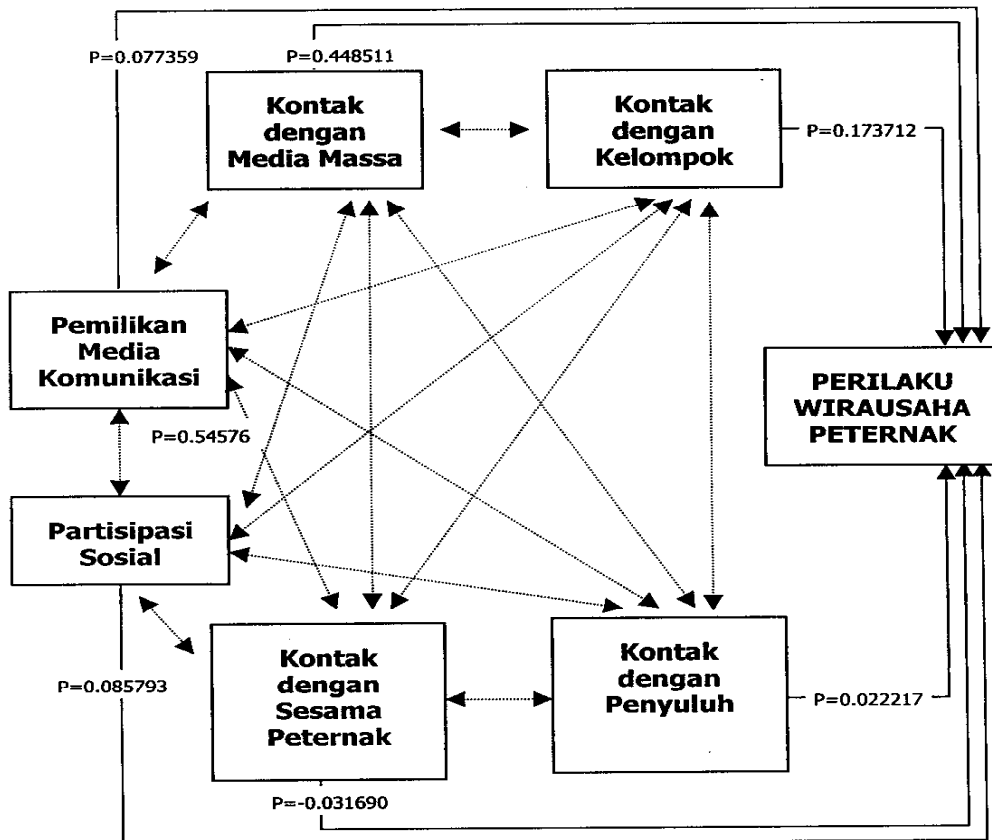 P=0.077359
P=0.448511
Kontak
dengan
Media Massa
Kontak
dengan
Kelompok
P=0.173712
Pemilikan
Media
Komunikasi
PERILAKU
WIRAUSAHA
PETERNAK
P=0.54576
Partisipasi
Sosial
Kontak
dengan
Sesama
Peternak
Kontak
dengan
Penyuluh
P=0.085793
P=0.022217
P=-0.031690